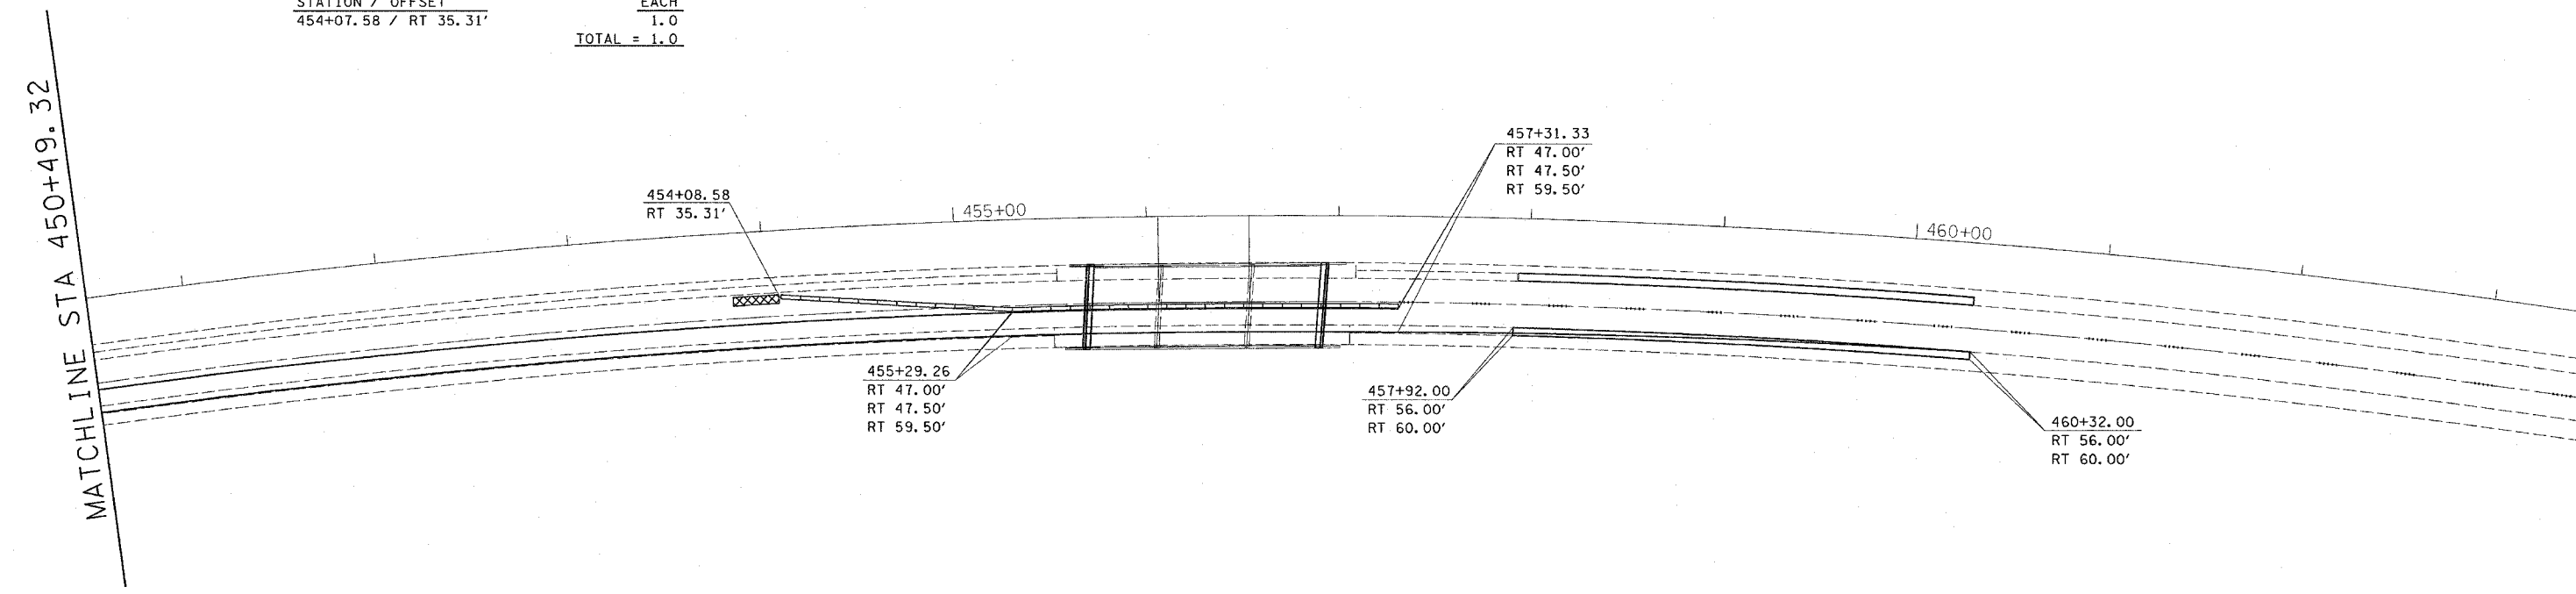 STATION / OFFSET
EACH
454+07.58 / RT 35.31'
1.0
TOTAL = 1.0
MATCHLINE STA 450+49.32
454+08.58
RT 35.31'
455+00
457+31.33
RT 47.00'
RT 47.50'
RT 59.50'
460+00
455+29.26
RT 47.00'
RT 47.50'
RT 59.50'
457+92.00
RT 56.00'
RT 60.00'
460+32.00
RT 56.00'
RT 60.00'